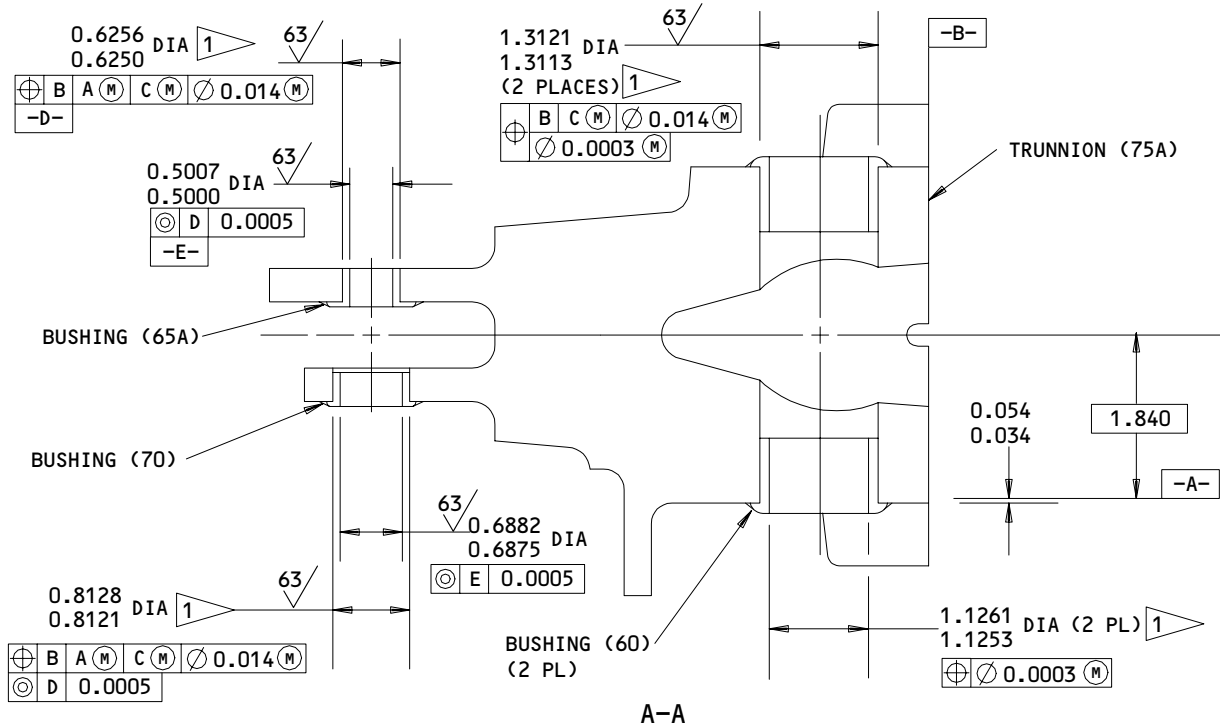 0.6256
0.6250 DIA 1
63
⌖ B A Ⓜ C Ⓜ ⌀ 0.014 Ⓜ
-D-
63
0.5007
0.5000 DIA
◎ D 0.0005
-E-
1.3121
1.3113 DIA
(2 PLACES) 1
63
⌖ B C Ⓜ ⌀ 0.014 Ⓜ
⌀ 0.0003 Ⓜ
-B-
TRUNNION (75A)
BUSHING (65A)
BUSHING (70)
0.054
0.034
1.840
-A-
63
0.6882
0.6875 DIA
◎ E 0.0005
63
0.8128
0.8121 DIA 1
⌖ B A Ⓜ C Ⓜ ⌀ 0.014 Ⓜ
◎ D 0.0005
BUSHING (60)
(2 PL)
1.1261
1.1253 DIA (2 PL) 1
⌖ ⌀ 0.0003 Ⓜ
A-A